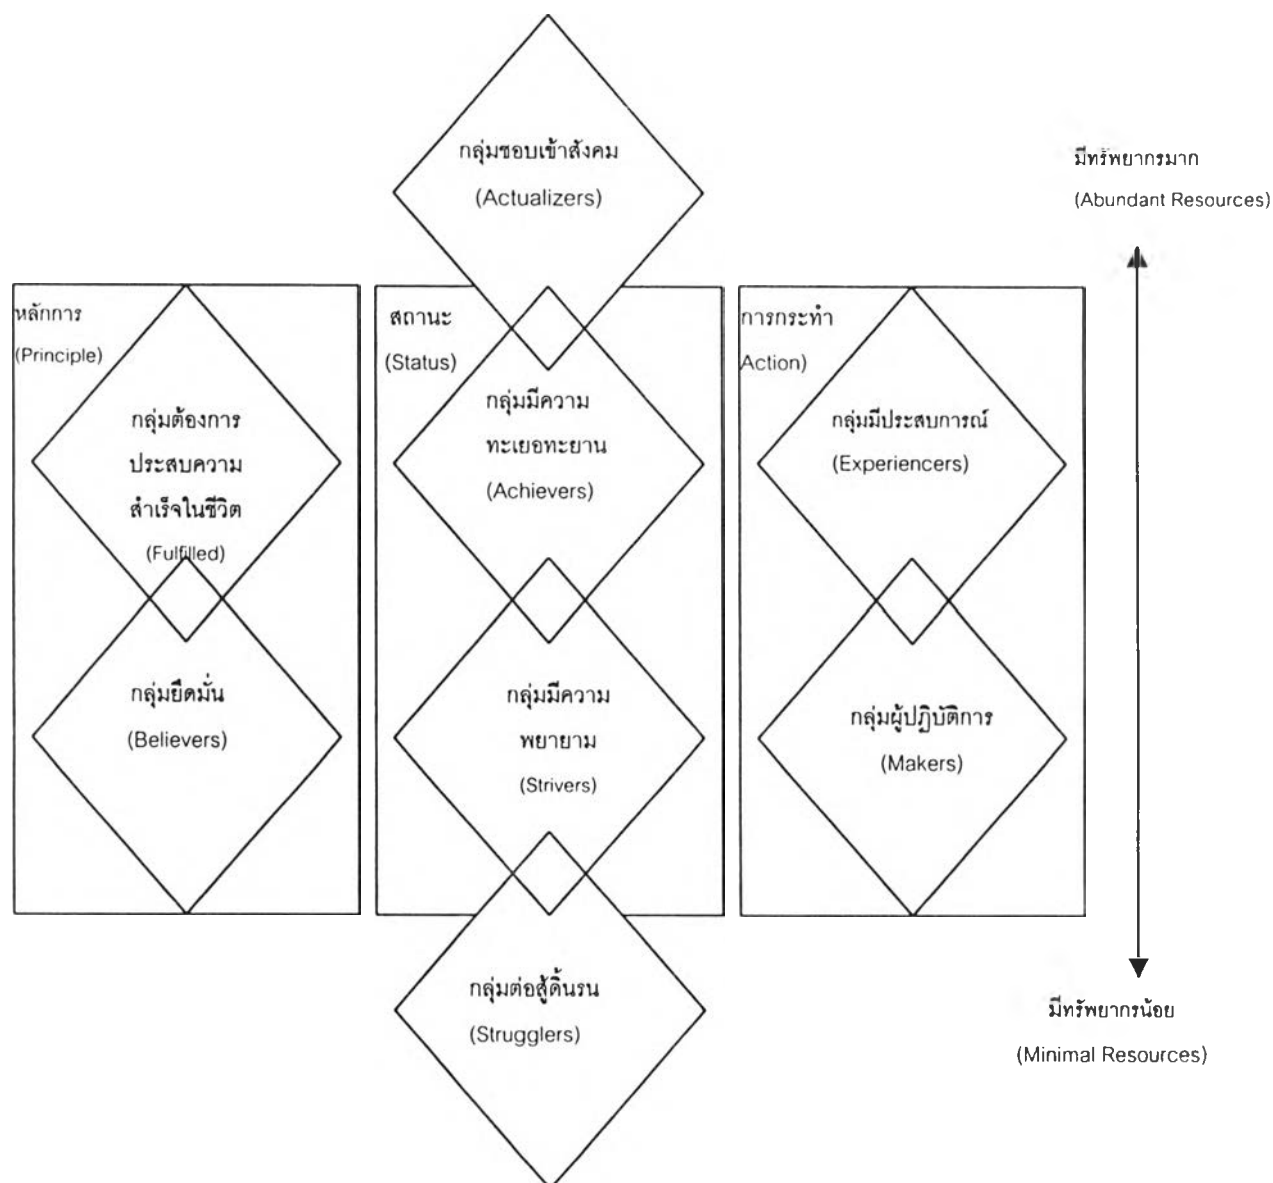 กลุ่มชอบเข้าสังคม
(Actualizers)
มีทรัพยากรมาก
(Abundant Resources)
หลักการ
(Principle)
กลุ่มต้องการ
ประสบความ
สำเร็จในชีวิต
(Fulfilled)
กลุ่มยึดมั่น
(Believers)
สถานะ
(Status)
กลุ่มมีความ
ทะเยอทะยาน
(Achievers)
กลุ่มมีความ
พยายาม
(Strivers)
การกระทำ
Action)
กลุ่มมีประสบการณ์
(Experiencers)
กลุ่มผู้ปฏิบัติการ
(Makers)
กลุ่มต่อสู้ดิ้นรน
(Strugglers)
มีทรัพยากรน้อย
(Minimal Resources)